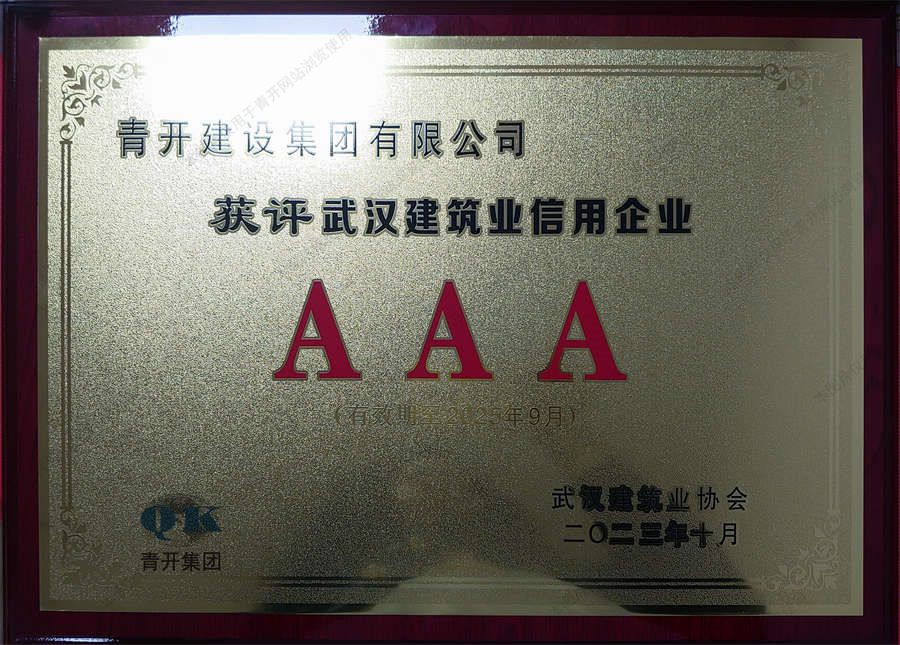 青开建设集团有限公司
获评武汉建筑业信用企业
AAA
（有效期至2025年9月）
QK
青开集团
武汉建筑业协会
二〇二三年十月